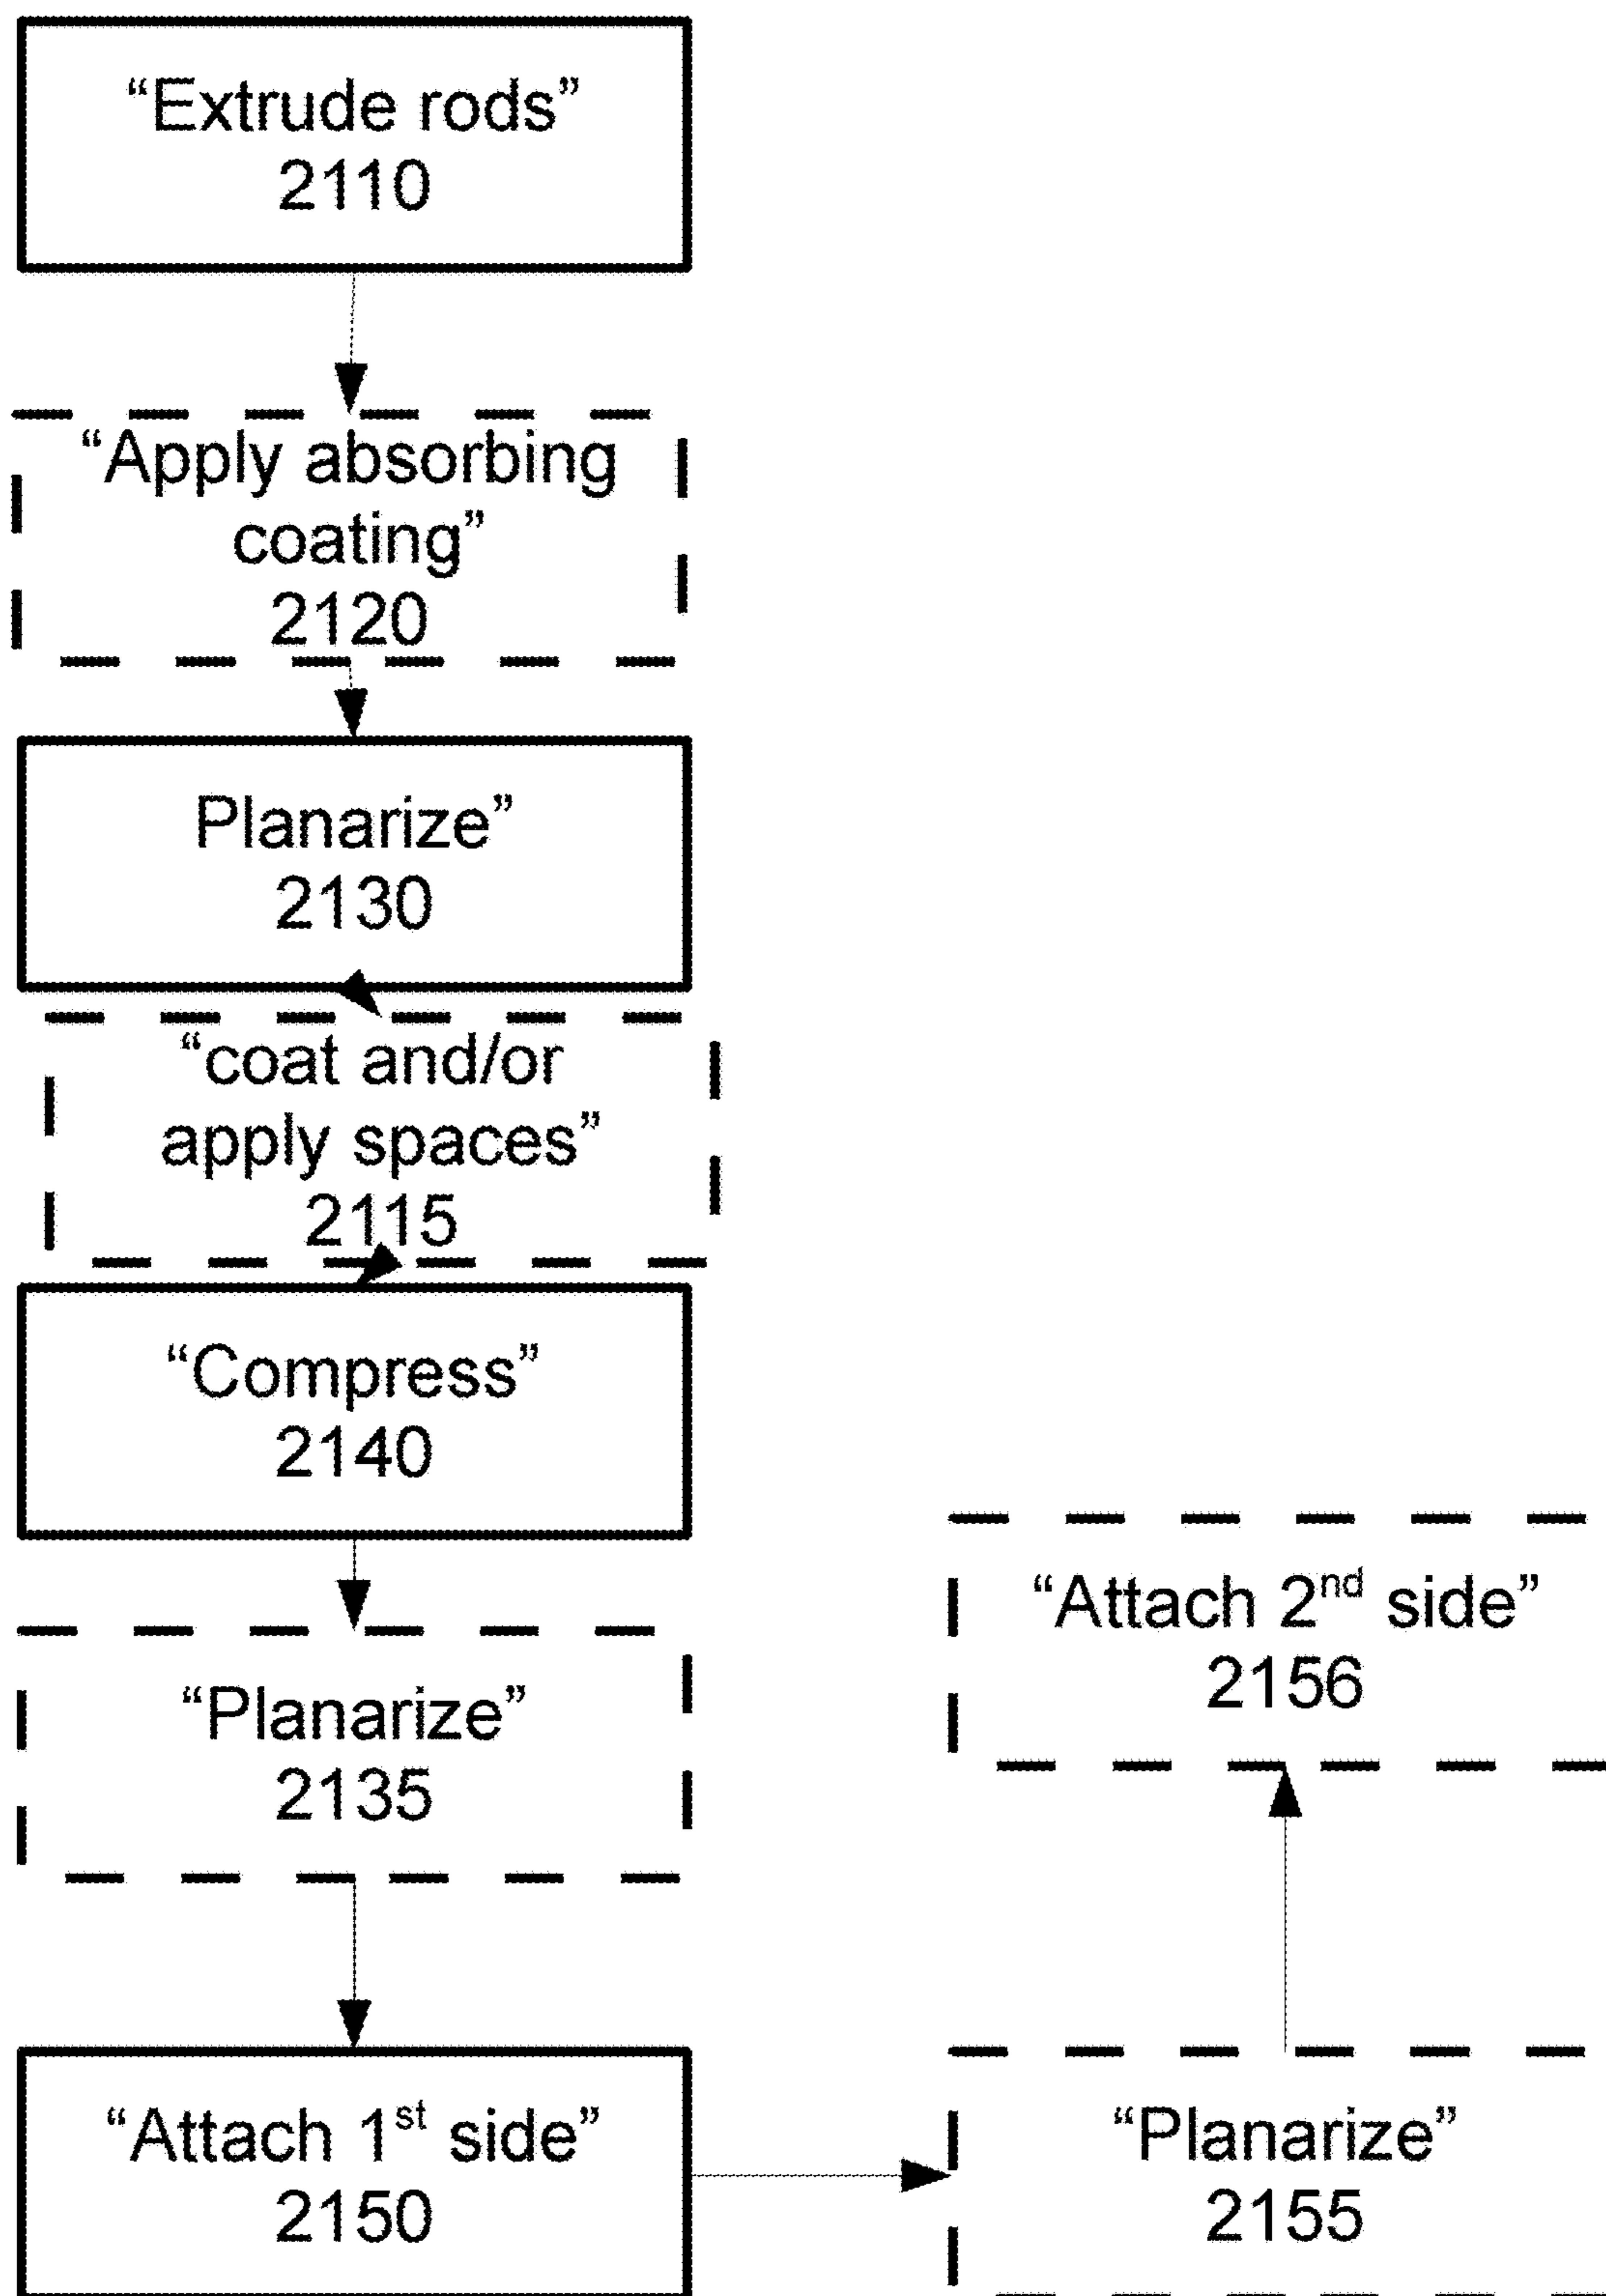 “Extrude rods”
2110
“Apply absorbing
coating”
2120
Planarize”
2130
“coat and/or
apply spaces”
2115
“Compress”
2140
“Planarize”
2135
“Attach 1st side”
2150
“Planarize”
2155
“Attach 2nd side”
2156